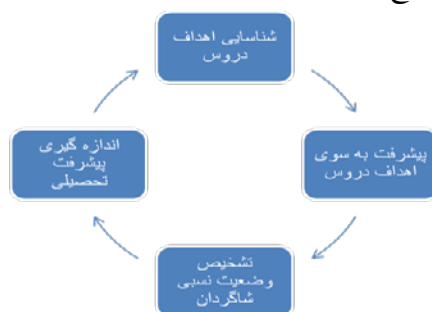 شناسایی اهداف
دروس
پیشرفت به سوی
اهداف دروس
تشخیص
وضعیت نسبی
شاگردان
اندازه گیری
پیشرفت
تحصیلی